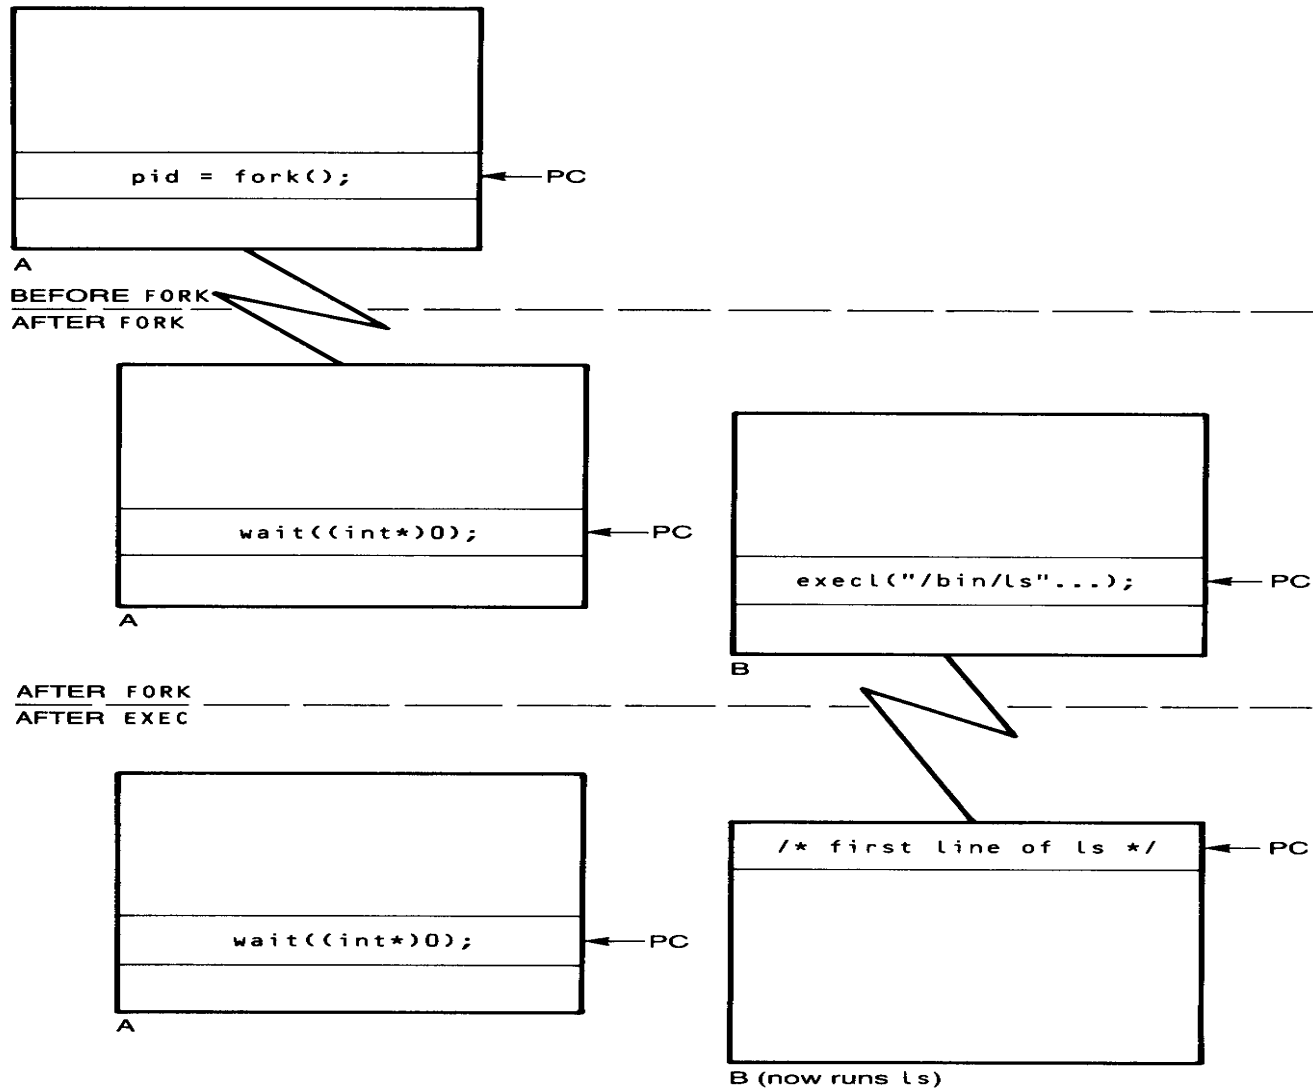 pid = fork();
PC
A
BEFORE FORK
AFTER FORK
wait((int*)0);
PC
A
execl("/bin/ls"...);
PC
B
AFTER FORK
AFTER EXEC
wait((int*)0);
PC
A
/* first line of ls */
PC
B (now runs ls)